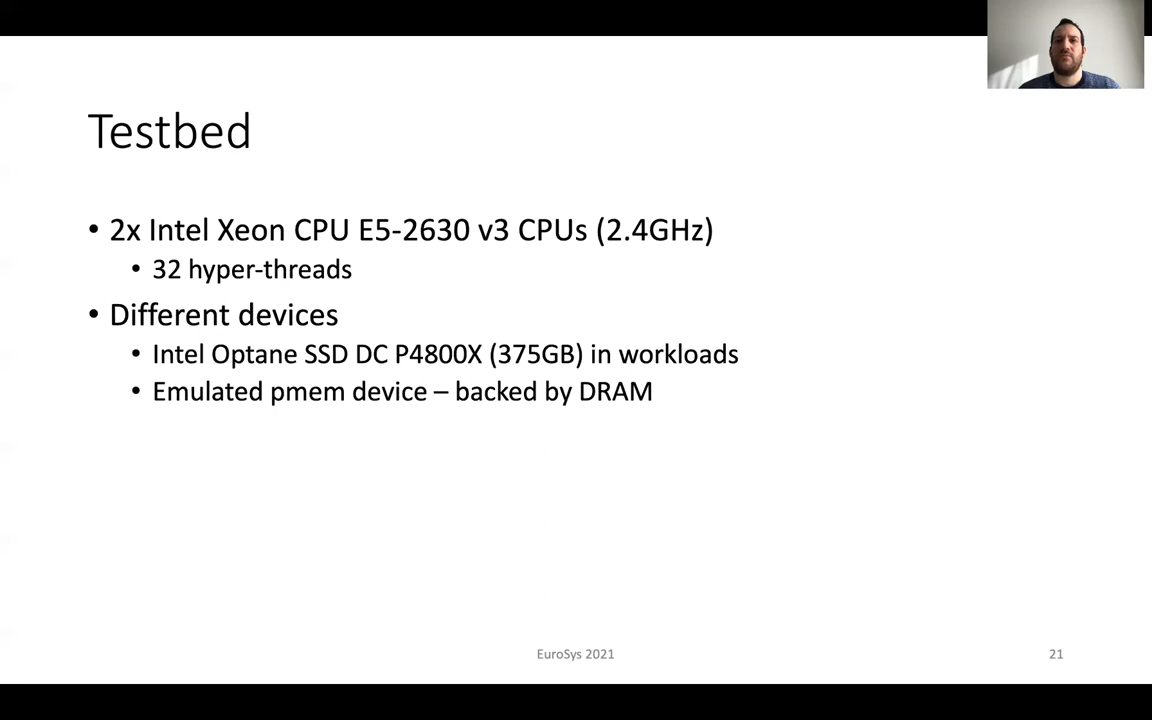 Testbed
• 2x Intel Xeon CPU E5-2630 v3 CPUs (2.4GHz)
• 32 hyper-threads
• Different devices
• Intel Optane SSD DC P4800X (375GB) in workloads
• Emulated pmem device – backed by DRAM
EuroSys 2021
21